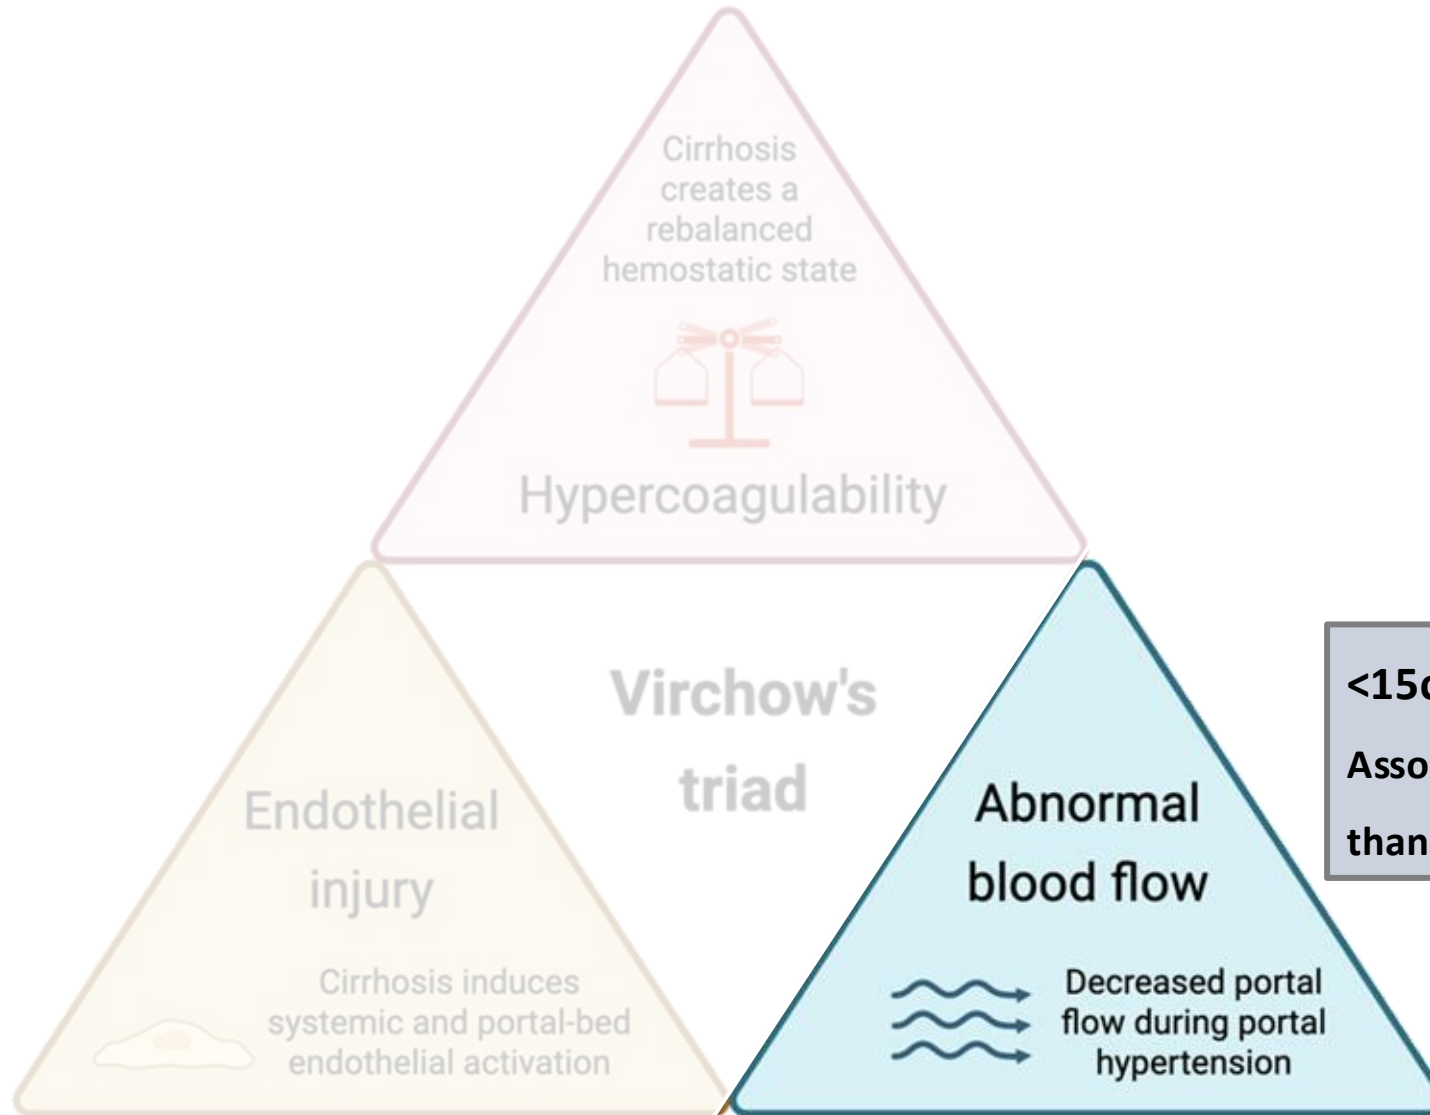 Cirrhosis
creates a
rebalanced
hemostatic state
Hypercoagulability
Virchow's
triad
Endothelial
injury
Cirrhosis induces
systemic and portal-bed
endothelial activation
Abnormal
blood flow
Decreased portal
flow during portal
hypertension
<15
than